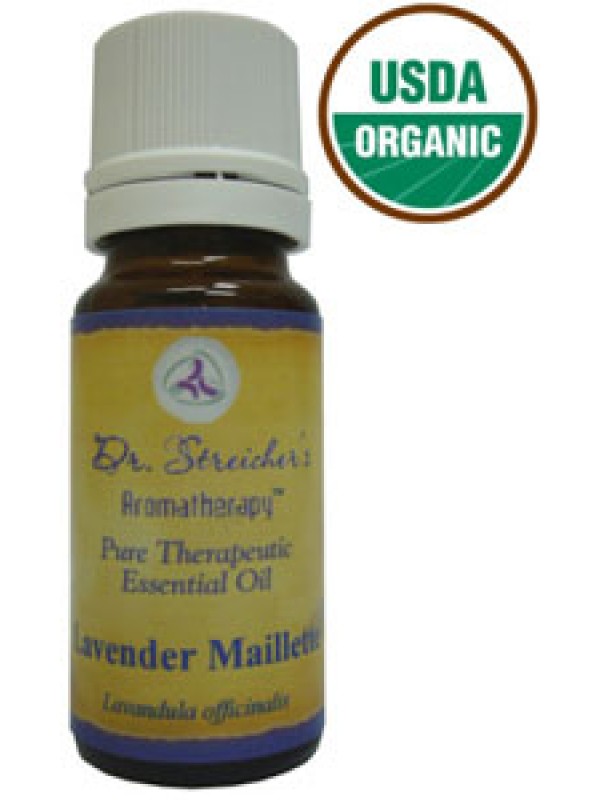 USDA
ORGANIC
Dr. Streicher's
Aromatherapy™
Pure Therapeutic
Essential Oil
Lavender Maillette
Lavandula officinalis